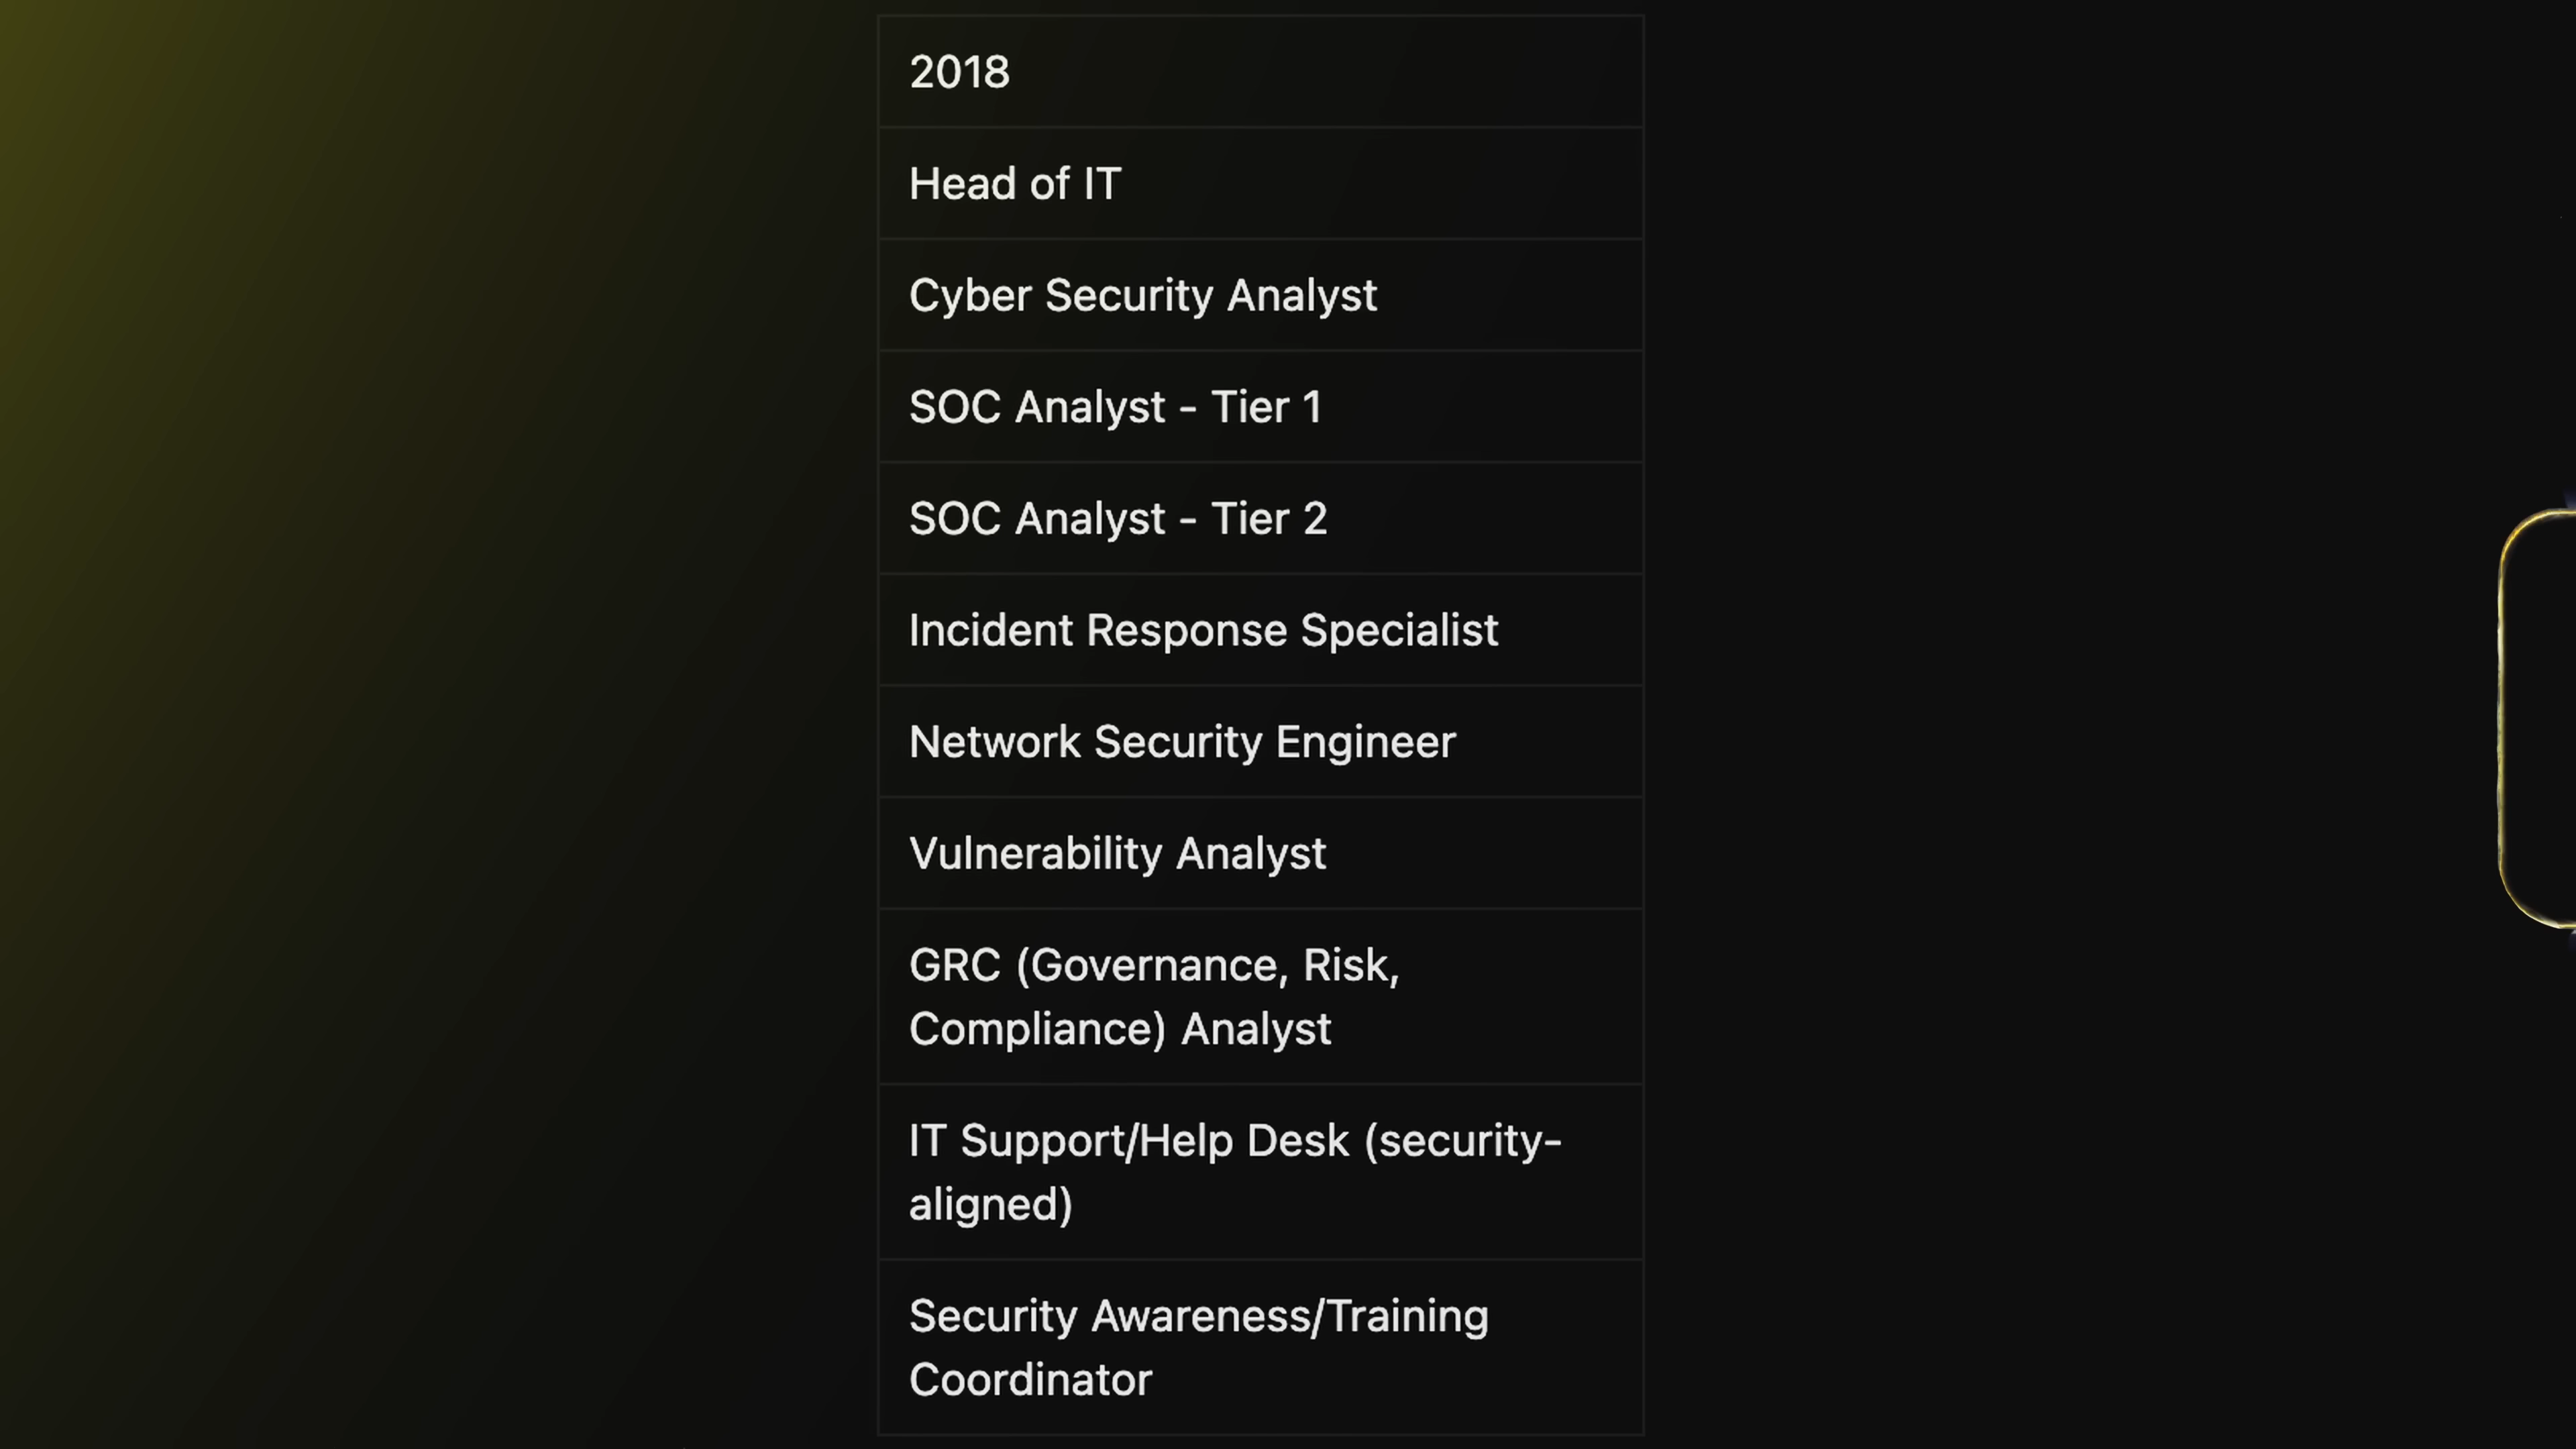 2018
Head of IT
Cyber Security Analyst
SOC Analyst - Tier 1
SOC Analyst - Tier 2
Incident Response Specialist
Network Security Engineer
Vulnerability Analyst
GRC (Governance, Risk,
Compliance) Analyst
IT Support/Help Desk (security-
aligned)
Security Awareness/Training
Coordinator